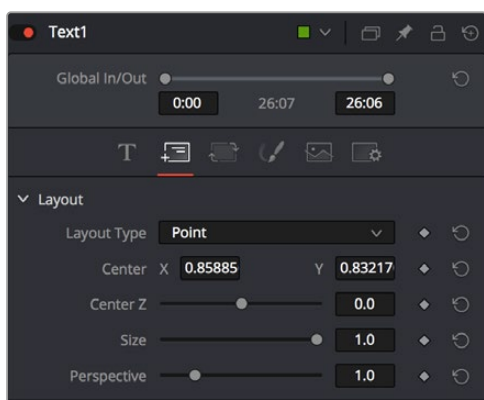 Text1
Global In/Out
0:00 26:07 26:06
T
Layout
Layout Type Point
Center X 0.85885 Y 0.83217
Center Z 0.0
Size 1.0
Perspective 1.0